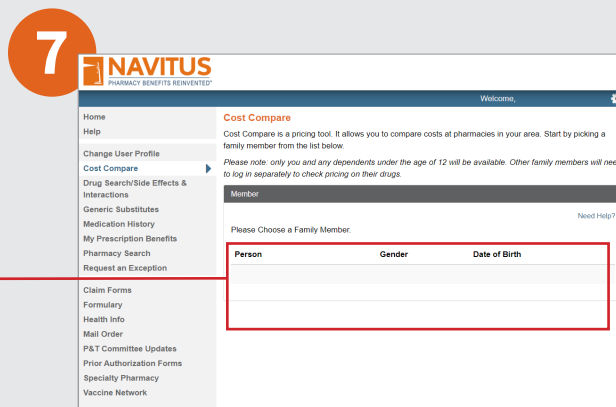 7
NAVITUS
PHARMACY BENEFITS REINVENTED
Welcome,
Home
Help
Change User Profile
Cost Compare
Drug Search/Side Effects &
Interactions
Generic Substitutes
Medication History
My Prescription Benefits
Pharmacy Search
Request an Exception
Claim Forms
Formulary
Health Info
Mail Order
P&T Committee Updates
Prior Authorization Forms
Specialty Pharmacy
Vaccine Network
Cost Compare
Cost Compare is a pricing tool. It allows you to compare costs at pharmacies in your area. Start by picking a
family member from the list below.
Please note: only you and any dependents under the age of 12 will be available. Other family members will nee
to log in separately to check pricing on their drugs.
Member
Need Help?
Please Choose a Family Member.
Person Gender Date of Birth